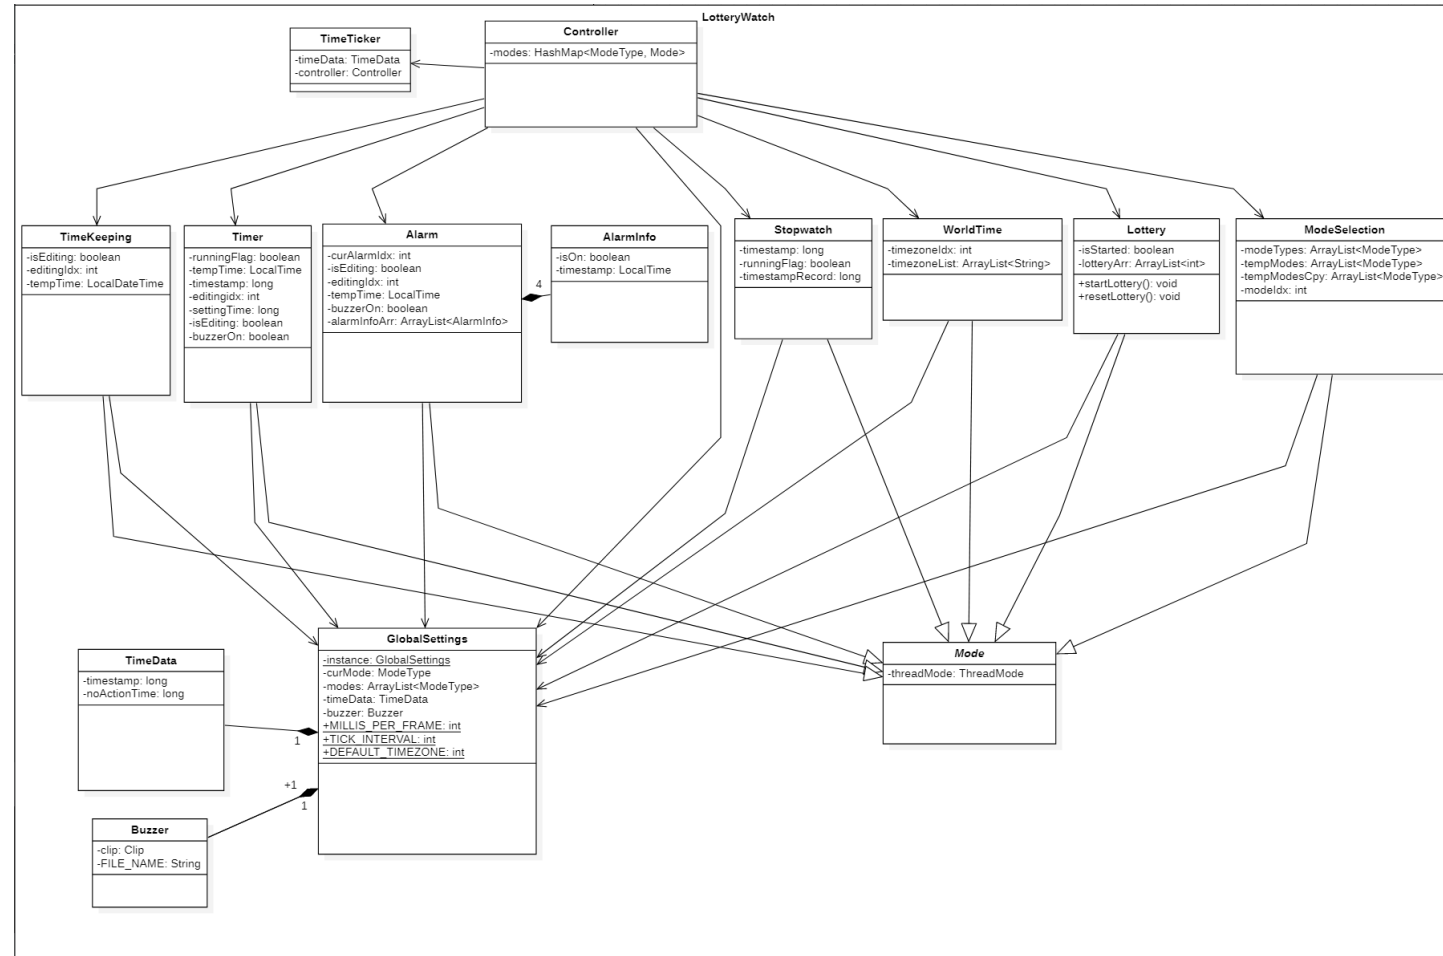 LotteryWatch
TimeTicker
-timeData: TimeData
-controller: Controller
Controller
-modes: HashMap<ModeType, Mode>
TimeKeeping
-isEditing: boolean
-editingIdx: int
-tempTime: LocalDateTime
Timer
-runningFlag: boolean
-tempTime: LocalTime
-timestamp: long
-editingidx: int
-settingTime: long
-isEditing: boolean
-buzzerOn: boolean
Alarm
-curAlarmIdx: int
-isEditing: boolean
-editingIdx: int
-tempTime: LocalTime
-buzzerOn: boolean
-alarmInfoArr: ArrayList<AlarmInfo>
4
AlarmInfo
-isOn: boolean
-timestamp: LocalTime
Stopwatch
-timestamp: long
-runningFlag: boolean
-timestampRecord: long
WorldTime
-timezoneIdx: int
-timezoneList: ArrayList<String>
Lottery
-isStarted: boolean
-lotteryArr: ArrayList<int>
+startLottery(): void
+resetLottery(): void
ModeSelection
-modeTypes: ArrayList<ModeType>
-tempModes: ArrayList<ModeType>
-tempModesCpy: ArrayList<ModeType>
-modeIdx: int
TimeData
-timestamp: long
-noActionTime: long
1
GlobalSettings
-instance: GlobalSettings
-curMode: ModeType
-modes: ArrayList<ModeType>
-timeData: TimeData
-buzzer: Buzzer
+MILLIS_PER_FRAME: int
+TICK_INTERVAL: int
+DEFAULT_TIMEZONE: int
Mode
-threadMode: ThreadMode
+1
1
Buzzer
-clip: Clip
-FILE_NAME: String